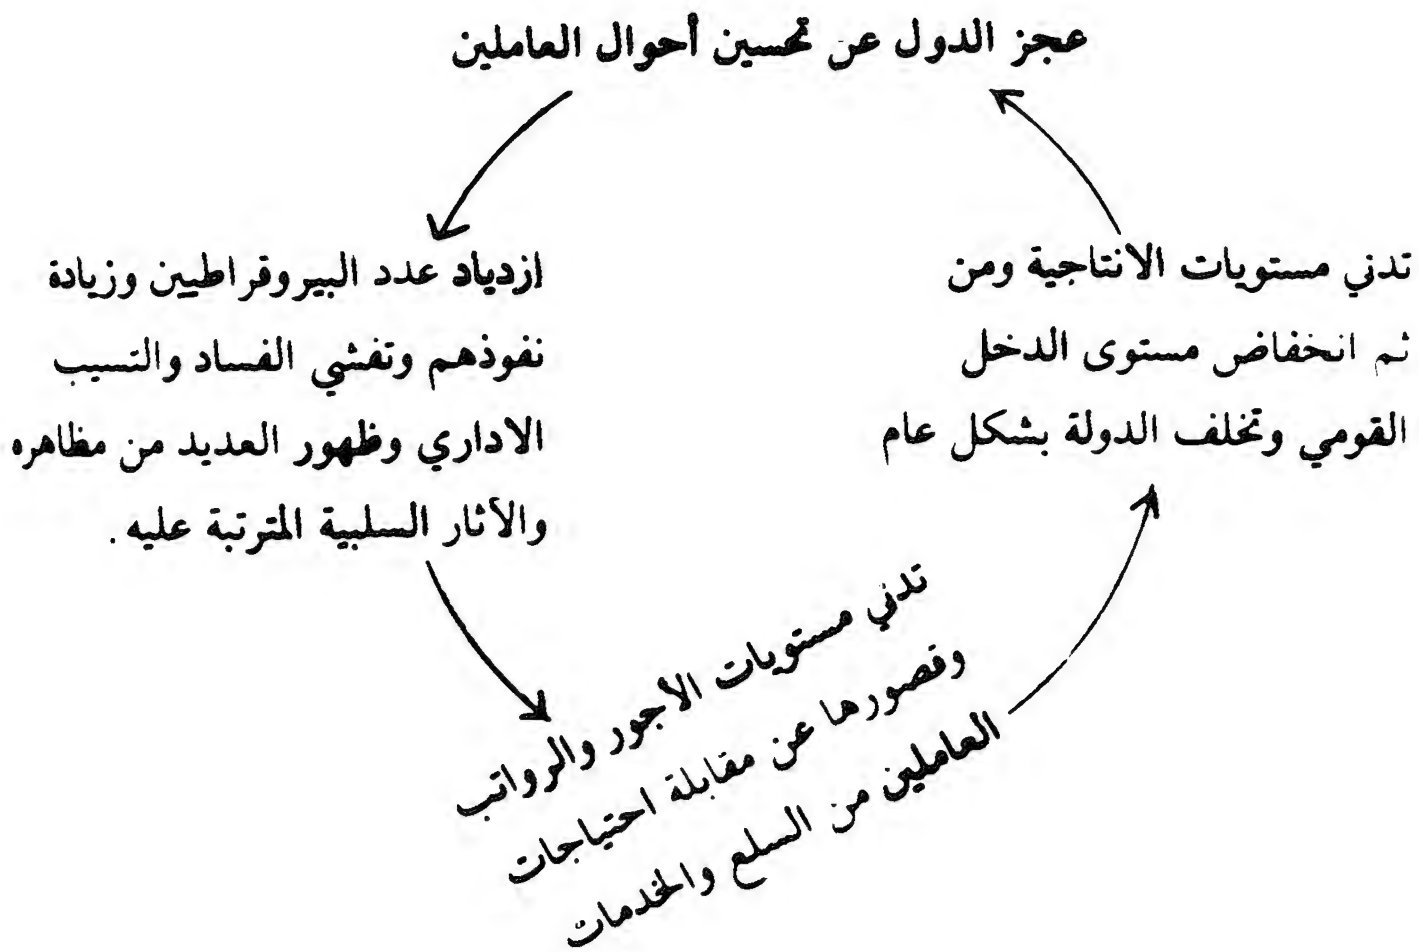 عجز الدول عن تحسين أحوال العاملين
تدني مستويات الانتاجية ومن
ثم انخفاض مستوى الدخل
القومي وتخلف الدولة بشكل عام
ازدياد عدد البيروقراطيين وزيادة
نفوذهم وتفشي الفساد والتسيب
الاداري وظهور العديد من مظاهره
والأثار السلبية المترتبة عليه .
تدني مستويات الأجور والرواتب
وقصورها عن مقابلة احتياجات
العاملين من السلع والخدمات